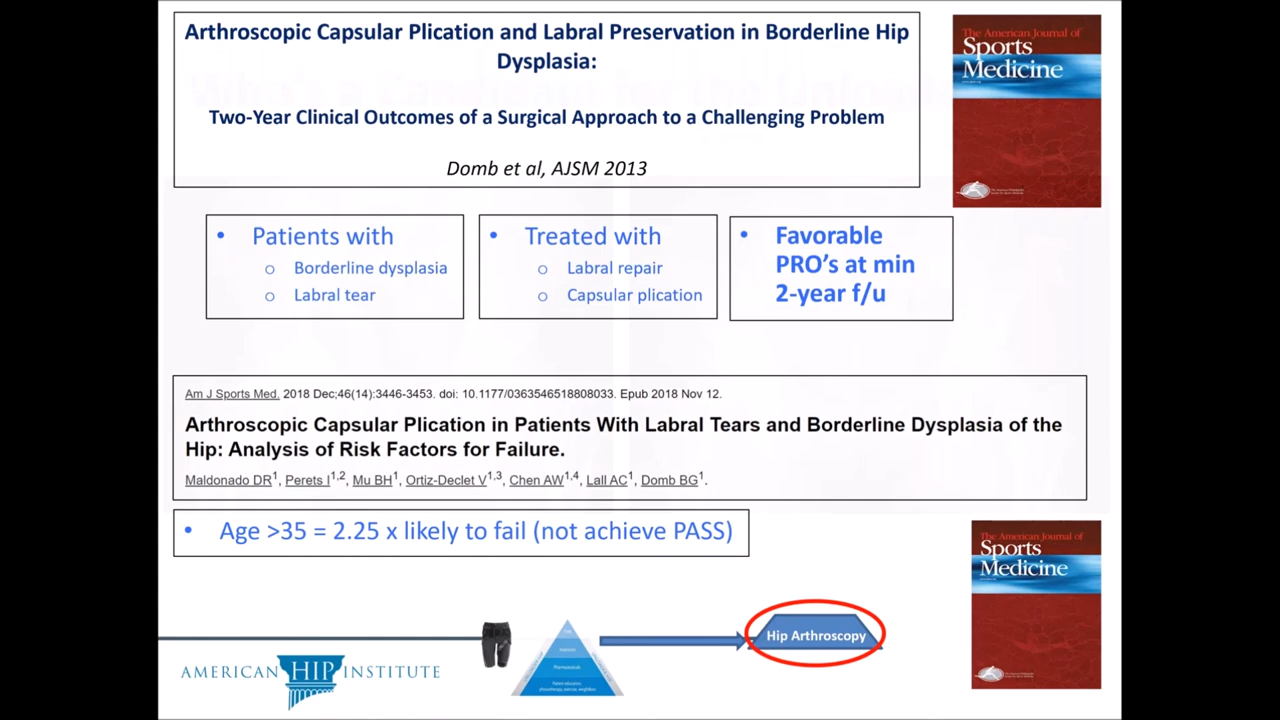 Arthroscopic Capsular Plication and Labral Preservation in Borderline Hip
Dysplasia:
Two-Year Clinical Outcomes of a Surgical Approach to a Challenging Problem
Domb et al, AJSM 2013
The American Journal of
Sports
Medicine
• Patients with
o Borderline dysplasia
o Labral tear
• Treated with
o Labral repair
o Capsular plication
• Favorable
PRO's at min
2-year f/u
Am J Sports Med. 2018 Dec;46(14):3446-3453. doi: 10.1177/0363546518808033. Epub 2018 Nov 12.
Arthroscopic Capsular Plication in Patients With Labral Tears and Borderline Dysplasia of the
Hip: Analysis of Risk Factors for Failure.
Maldonado DR1, Perets I1,2, Mu BH1, Ortiz-Declet V1,3, Chen AW1,4, Lall AC1, Domb BG1.
• Age >35 = 2.25 x likely to fail (not achieve PASS)
The American Journal of
Sports
Medicine
Hip Arthroscopy
AMERICAN HIP INSTITUTE
Pharmaceuticals
Patient education,
physiotherapy, exercise, weightloss